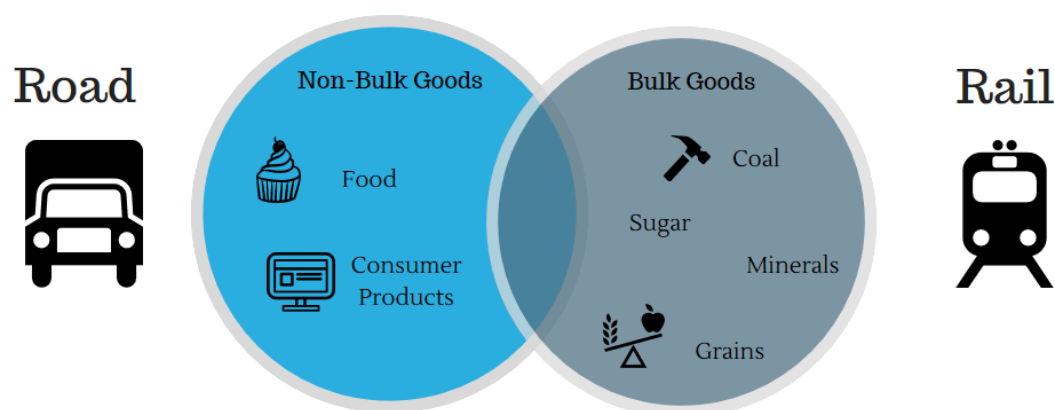 Road
Non-Bulk Goods
Food
Consumer
Products
Bulk Goods
Coal
Sugar
Minerals
Grains
Rail